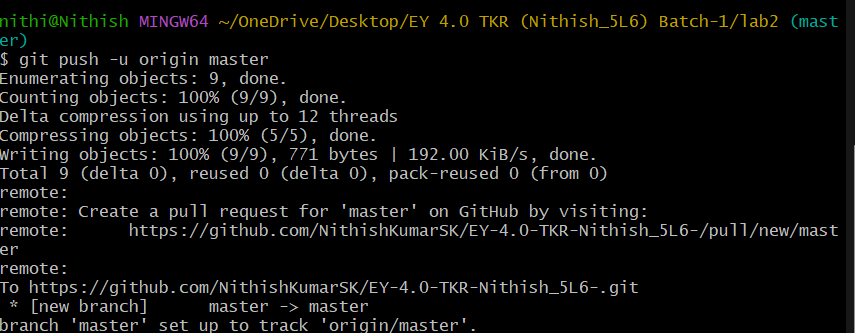 nithi@Nithish MINGW64 ~/OneDrive/Desktop/EY 4.0 TKR (Nithish_5L6) Batch-1/lab2 (mast
er)
$ git push -u origin master
Enumerating objects: 9, done.
Counting objects: 100% (9/9), done.
Delta compression using up to 12 threads
Compressing objects: 100% (5/5), done.
Writing objects: 100% (9/9), 771 bytes | 192.00 KiB/s, done.
Total 9 (delta 0), reused 0 (delta 0), pack-reused 0 (from 0)
remote:
remote: Create a pull request for 'master' on GitHub by visiting:
remote:      https://github.com/NithishKumarSK/EY-4.0-TKR-Nithish_5L6-/pull/new/mast
er
remote:
To https://github.com/NithishKumarSK/EY-4.0-TKR-Nithish_5L6-.git
 * [new branch]      master -> master
branch 'master' set up to track 'origin/master'.